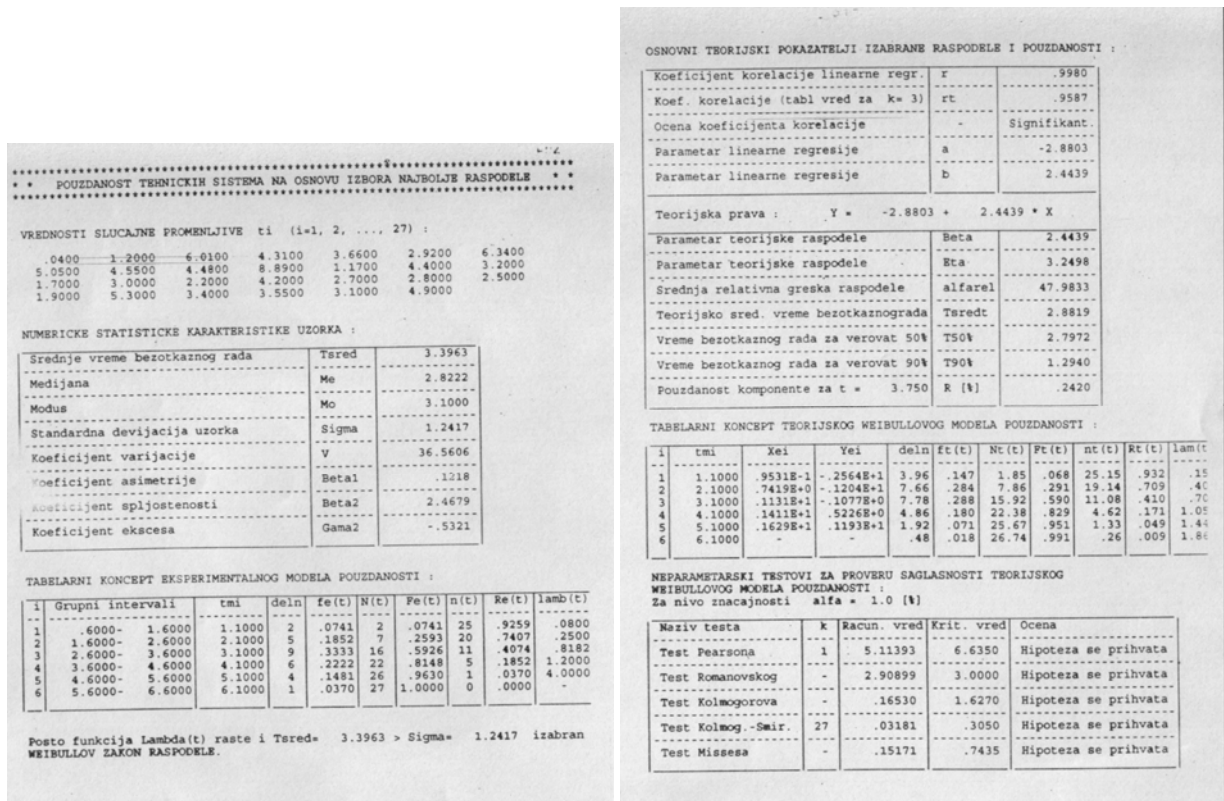 POUZDANOST TEHNICKIH SISTEMA NA OSNOVU IZBORA NAJBOLJE RASPODELE
VREDNOSTI SLUCAJNE PROMENLJIVE ti (i=1, 2, ..., 27) :
.0400 1.2000 6.0100 4.3100 3.6600 2.9200 6.3400
5.0500 4.5500 4.4800 8.8900 1.1700 4.4000 3.2000
1.7000 3.0000 2.2000 4.2000 2.7000 2.8000 2.5000
1.9000 5.3000 3.4000 3.5500 3.1000 4.9000
NUMERICKE STATISTICKE KARAKTERISTIKE UZORKA :
Srednje vreme bezotkaznog rada Tsred 3.3963
Medijana Me 2.8222
Modus Mo 3.1000
Standardna devijacija uzorka Sigma 1.2417
Koeficijent varijacije V 36.5606
Koeficijent asimetrije Beta1 .1218
Koeficijent spljostenosti Beta2 2.4679
Koeficijent ekscesa Gama2 -.5321
TABELARNI KONCEPT EKSPERIMENTALNOG MODELA POUZDANOSTI :
i Grupni intervali tmi deln fe(t) N(t) Fe(t) n(t) Re(t) lamb(t)
1 .6000- 1.6000 1.1000 2 .0741 2 .0741 25 .9259 .0800
2 1.6000- 2.6000 2.1000 5 .1852 7 .2593 20 .7407 .2500
3 2.6000- 3.6000 3.1000 9 .3333 16 .5926 11 .4074 .8182
4 3.6000- 4.6000 4.1000 6 .2222 22 .8148 5 .1852 1.2000
5 4.6000- 5.6000 5.1000 4 .1481 26 .9630 1 .0370 4.0000
6 5.6000- 6.6000 6.1000 1 .0370 27 1.0000 0 .0000 -
Posto funkcija Lambda(t) raste i Tsred= 3.3963 > Sigma= 1.2417 izabran
WEIBULLOV ZAKON RASPODELE.
OSNOVNI TEORIJSKI POKAZATELJI IZABRANE RASPODELE I POUZDANOSTI :
Koeficijent korelacije linearne regr. r .9980
Koef. korelacije (tabl vred za k= 3) rt .9587
Ocena koeficijenta korelacije - Signifikant.
Parametar linearne regresije a -2.8803
Parametar linearne regresije b 2.4439
Teorijska prava : Y = -2.8803 + 2.4439 * X
Parametar teorijske raspodele Beta 2.4439
Parametar teorijske raspodele Eta 3.2498
Srednja relativna greska raspodele alfarel 47.9833
Teorijsko sred. vreme bezotkaznograda Tsredt 2.8819
Vreme bezotkaznog rada za verovat 50% T50% 2.7972
Vreme bezotkaznog rada za verovat 90% T90% 1.2940
Pouzdanost komponente za t = 3.750 R [%] .2420
TABELARNI KONCEPT TEORIJSKOG WEIBULLOVOG MODELA POUZDANOSTI :
i tmi Xei Yei deln ft(t) Nt(t) Ft(t) nt(t) Rt(t) lam(t
1 1.1000 .9531E-1 -.2564E+1 3.96 .147 1.85 .068 25.15 .932 .15
2 2.1000 .7419E+0 -.1204E+1 7.66 .284 7.86 .291 19.14 .709 .40
3 3.1000 .1131E+1 -.1077E+0 7.78 .288 15.92 .590 11.08 .410 .70
4 4.1000 .1411E+1 .5226E+0 4.86 .180 22.38 .829 4.62 .171 1.05
5 5.1000 .1629E+1 .1193E+1 1.92 .071 25.67 .951 1.33 .049 1.44
6 6.1000 - - .48 .018 26.74 .991 .26 .009 1.86
NEPARAMETARSKI TESTOVI ZA PROVERU SAGLASNOSTI TEORIJSKOG
WEIBULLOVOG MODELA POUZDANOSTI :
Za nivo znacajnosti alfa = 1.0 [%]
Naziv testa k Racun. vred Krit. vred Ocena
Test Pearsona 1 5.11393 6.6350 Hipoteza se prihvata
Test Romanovskog - 2.90899 3.0000 Hipoteza se prihvata
Test Kolmogorova - .16530 1.6270 Hipoteza se prihvata
Test Kolmog.-Smir. 27 .03181 .3050 Hipoteza se prihvata
Test Missesa - .15171 .7435 Hipoteza se prihvata